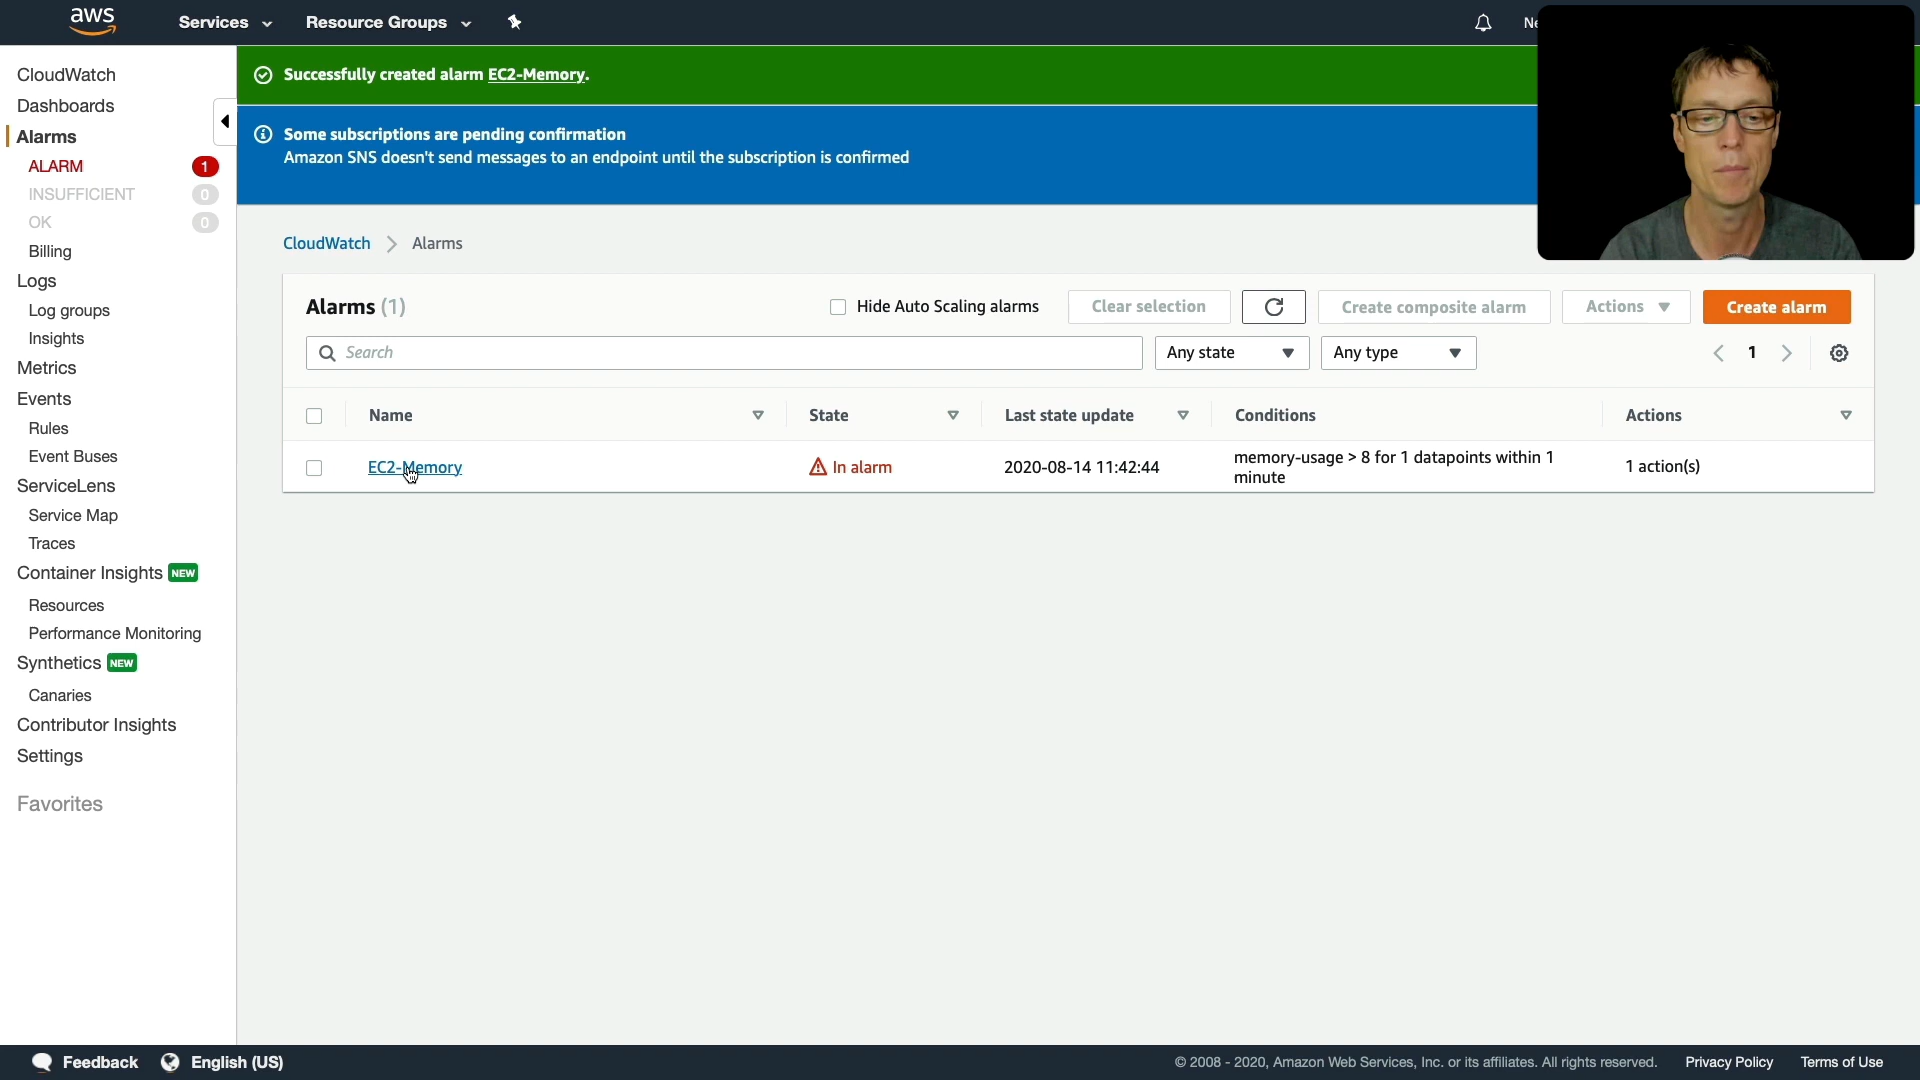 aws
Services
Resource Groups
CloudWatch
Dashboards
Alarms
ALARM 1
INSUFFICIENT 0
OK 0
Billing
Logs
Log groups
Insights
Metrics
Events
Rules
Event Buses
ServiceLens
Service Map
Traces
Container Insights NEW
Resources
Performance Monitoring
Synthetics NEW
Canaries
Contributor Insights
Settings
Favorites
Successfully created alarm EC2-Memory.
Some subscriptions are pending confirmation
Amazon SNS doesn't send messages to an endpoint until the subscription is confirmed
CloudWatch Alarms
Alarms (1)
Hide Auto Scaling alarms
Clear selection
Create composite alarm
Actions
Create alarm
Search
Any state
Any type
1
Name State Last state update Conditions Actions
EC2-Memory In alarm 2020-08-14 11:42:44 memory-usage > 8 for 1 datapoints within 1 1 action(s)
minute
Feedback English (US)
© 2008 - 2020, Amazon Web Services, Inc. or its affiliates. All rights reserved. Privacy Policy Terms of Use